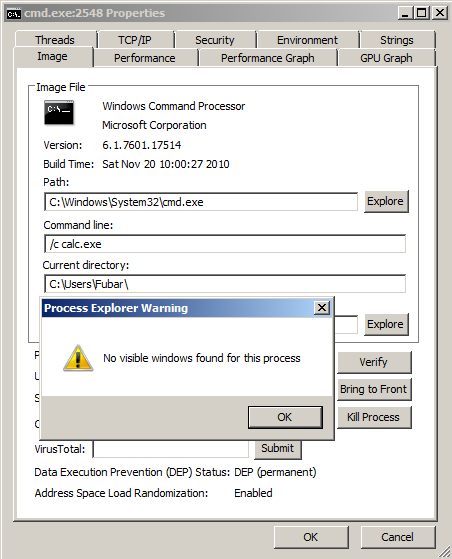 cmd.exe:2548 Properties
Threads TCP/IP Security Environment Strings
Image Performance Performance Graph GPU Graph
Image File
C:\
Windows Command Processor
Microsoft Corporation
Version: 6.1.7601.17514
Build Time: Sat Nov 20 10:00:27 2010
Path:
C:\Windows\System32\cmd.exe Explore
Command line:
/c calc.exe
Current directory:
C:\Users\Fubar\
Process Explorer Warning
Explore
No visible windows found for this process
Verify
Bring to Front
OK Kill Process
VirusTotal: Submit
Data Execution Prevention (DEP) Status: DEP (permanent)
Address Space Load Randomization: Enabled
OK Cancel